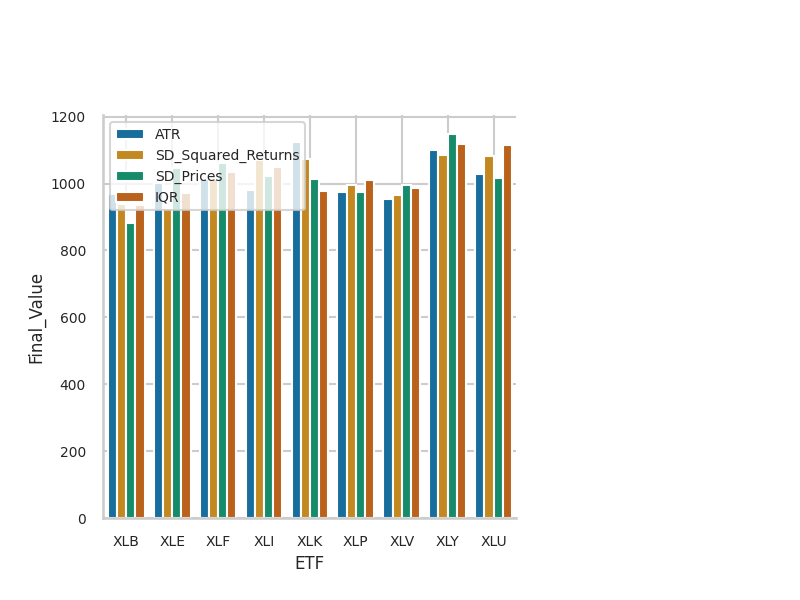 1200
1000
800
600
400
200
0
Final_Value
ATR
SD_Squared_Returns
SD_Prices
IQR
XLB XLE XLF XLI XLK XLP XLV XLY XLU
ETF